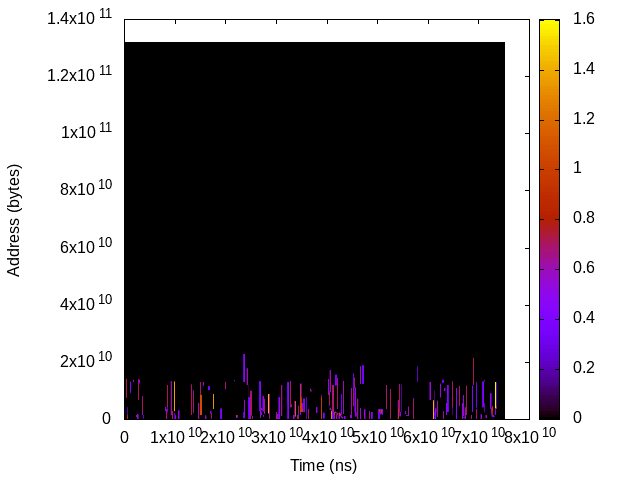 1.4x10^11
1.2x10^11
1x10^11
8x10^10
6x10^10
4x10^10
2x10^10
0
Address (bytes)
0 1x10^10 2x10^10 3x10^10 4x10^10 5x10^10 6x10^10 7x10^10 8x10^10
Time (ns)
1.6
1.4
1.2
1
0.8
0.6
0.4
0.2
0